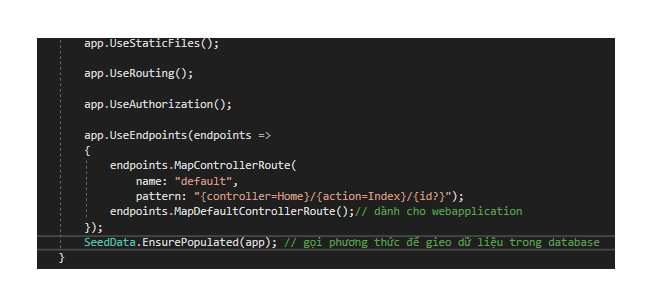 app.UseStaticFiles();
app.UseRouting();
app.UseAuthorization();
app.UseEndpoints(endpoints =>
{
endpoints.MapControllerRoute(
name: "default",
pattern: "{controller=Home}/{action=Index}/{id?}");
endpoints.MapDefaultControllerRoute();// dành cho webapplication
});
SeedData.EnsurePopulated(app); // gọi phương thức để gieo dữ liệu trong database
}